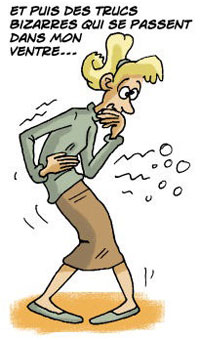 ET PUIS DES TRUCS
BIZARRES QUI SE PASSENT
DANS MON
VENTRE---